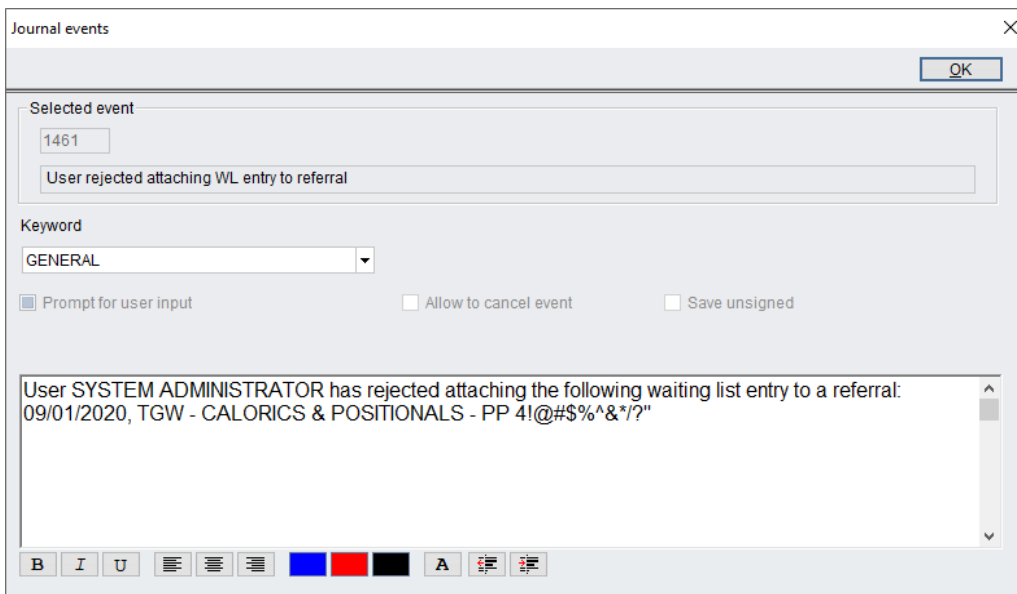 Journal events
OK
Selected event
1461
User rejected attaching WL entry to referral
Keyword
GENERAL
Prompt for user input
Allow to cancel event
Save unsigned
User SYSTEM ADMINISTRATOR has rejected attaching the following waiting list entry to a referral:
09/01/2020, TGW - CALORICS & POSITIONALS - PP 4!@#$%^&*/?"
B I U A